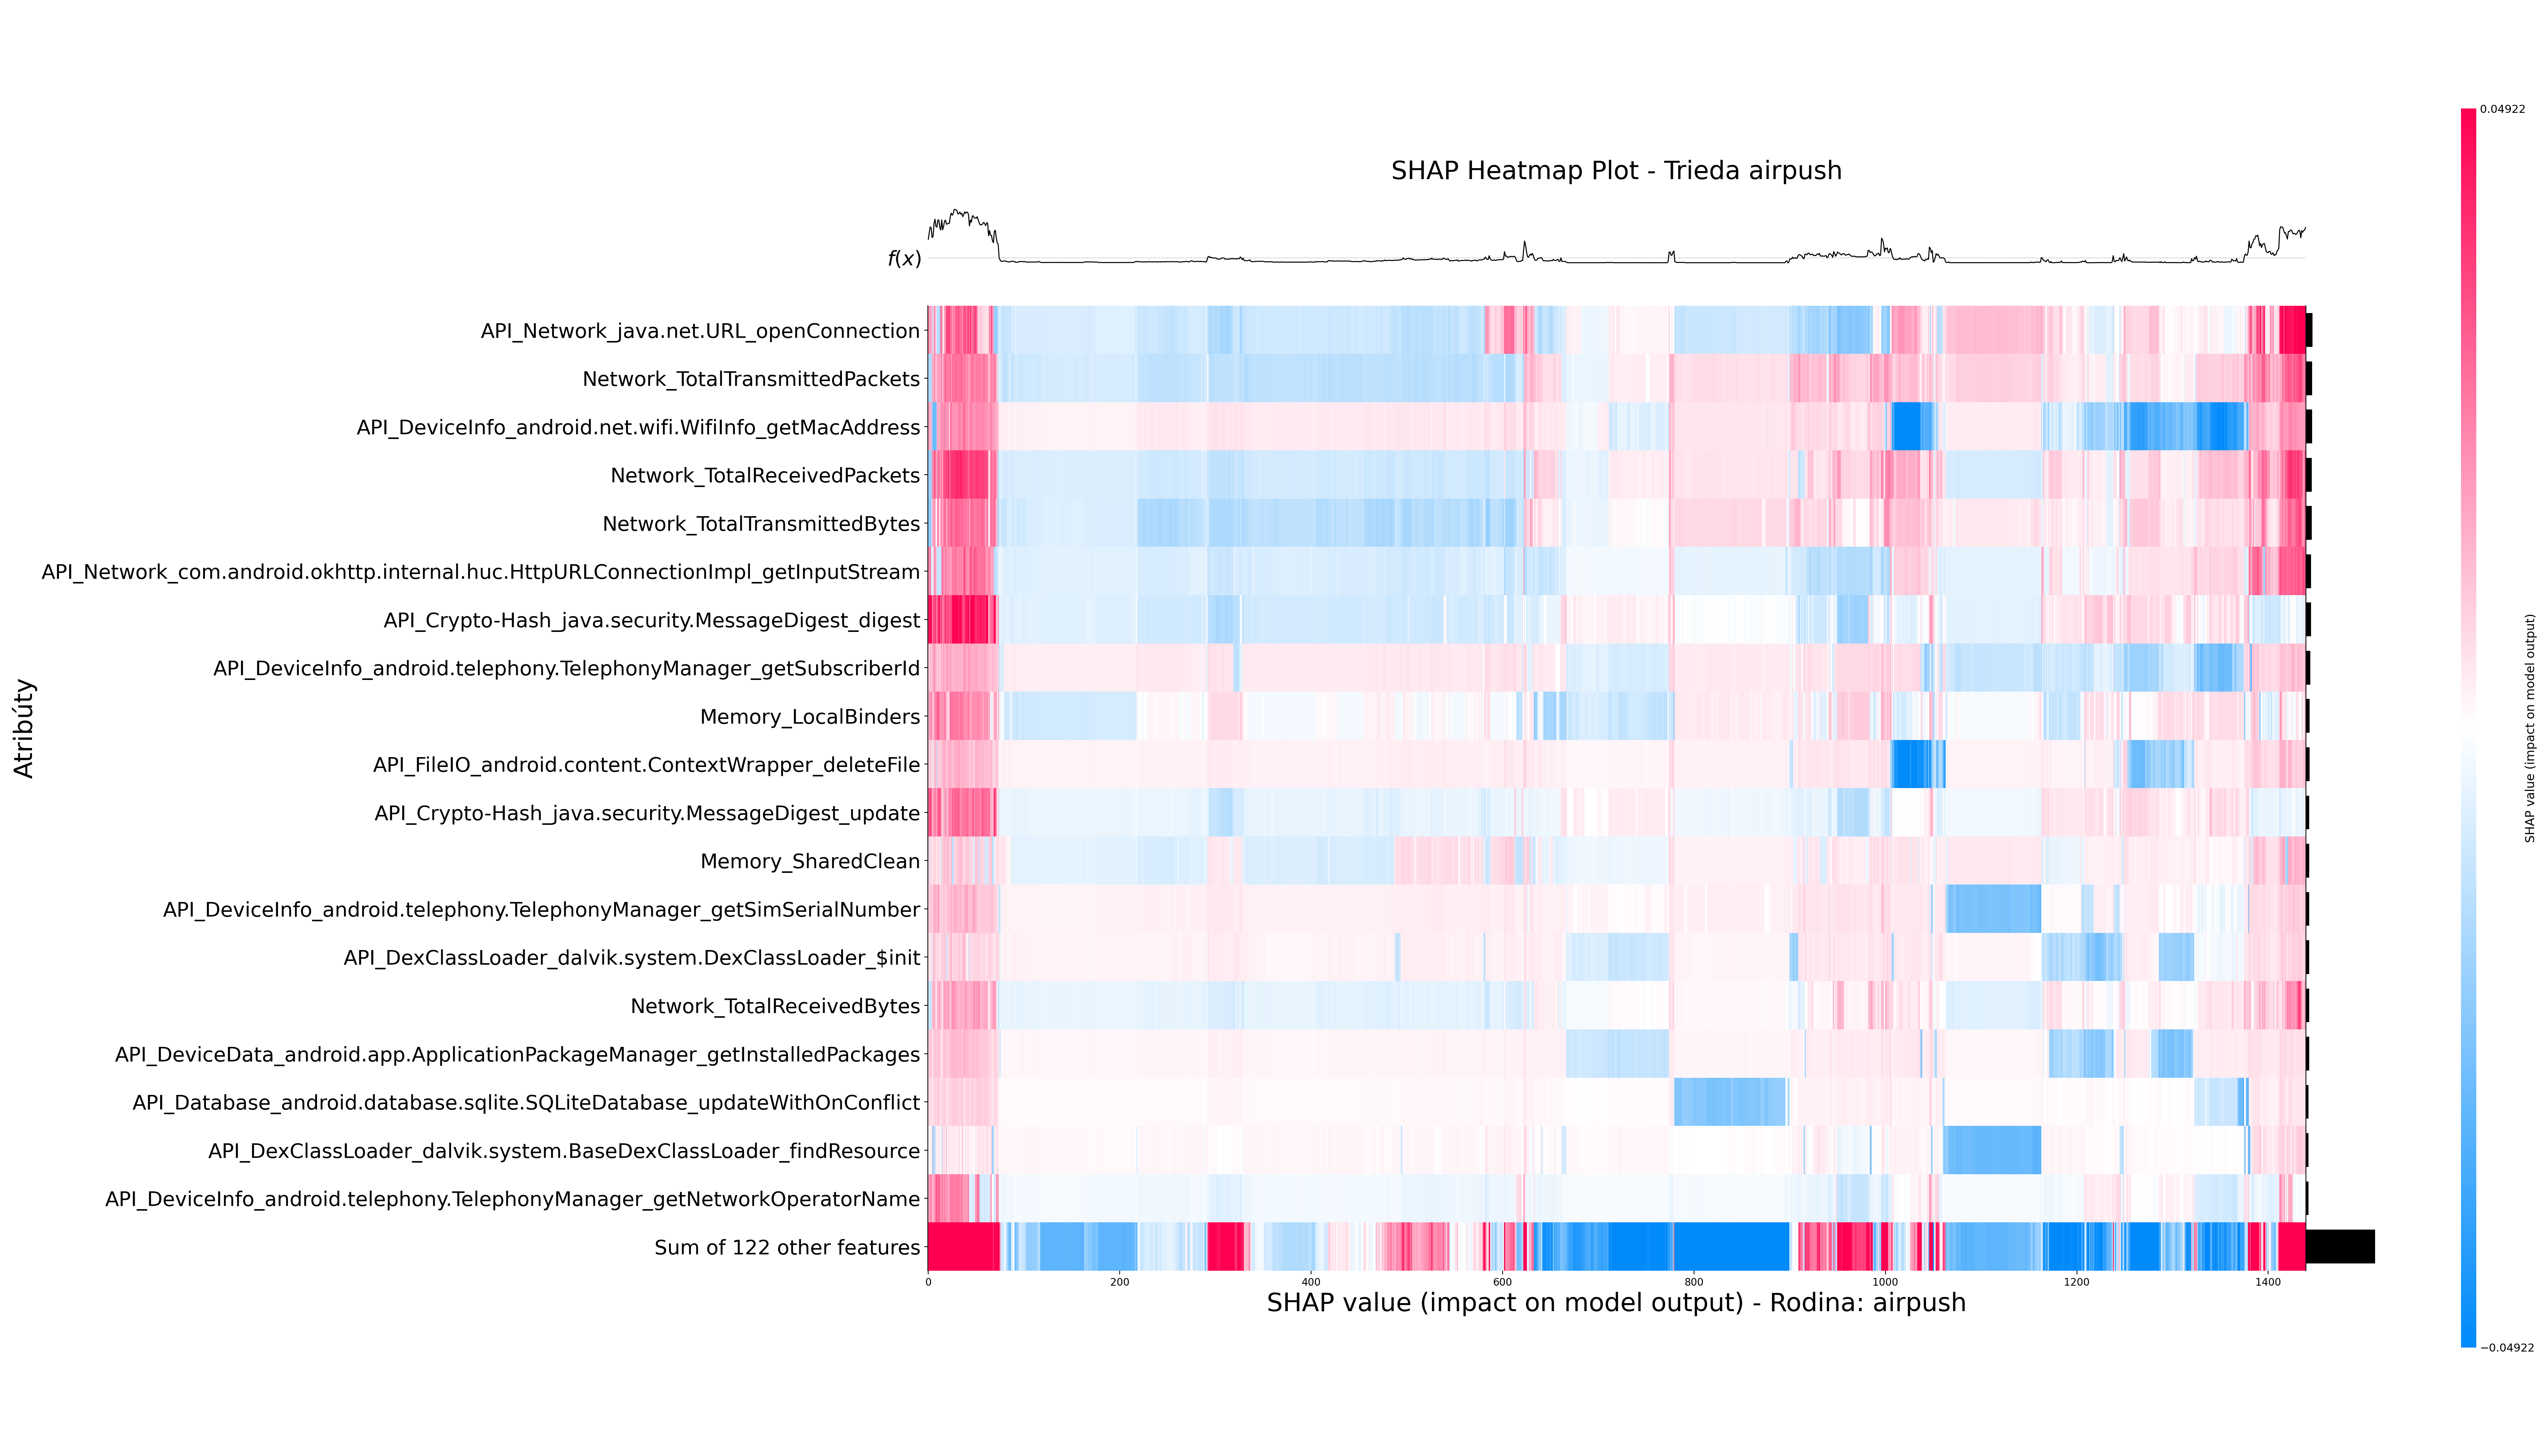 SHAP Heatmap Plot - Trieda airpush
f(x)
API_Network_java.net.URL_openConnection
Network_TotalTransmittedPackets
API_DeviceInfo_android.net.wifi.WifiInfo_getMacAddress
Network_TotalReceivedPackets
Network_TotalTransmittedBytes
API_Network_com.android.okhttp.internal.huc.HttpURLConnectionImpl_getInputStream
API_Crypto-Hash_java.security.MessageDigest_digest
API_DeviceInfo_android.telephony.TelephonyManager_getSubscriberId
Memory_LocalBinders
API_FileIO_android.content.ContextWrapper_deleteFile
API_Crypto-Hash_java.security.MessageDigest_update
Memory_SharedClean
API_DeviceInfo_android.telephony.TelephonyManager_getSimSerialNumber
API_DexClassLoader_dalvik.system.DexClassLoader_$init
Network_TotalReceivedBytes
API_DeviceData_android.app.ApplicationPackageManager_getInstalledPackages
API_Database_android.database.sqlite.SQLiteDatabase_updateWithOnConflict
API_DexClassLoader_dalvik.system.BaseDexClassLoader_findResource
API_DeviceInfo_android.telephony.TelephonyManager_getNetworkOperatorName
Sum of 122 other features
Atribúty
0 200 400 600 800 1000 1200 1400
SHAP value (impact on model output) - Rodina: airpush
0.04922
−0.04922
SHAP value (impact on model output)